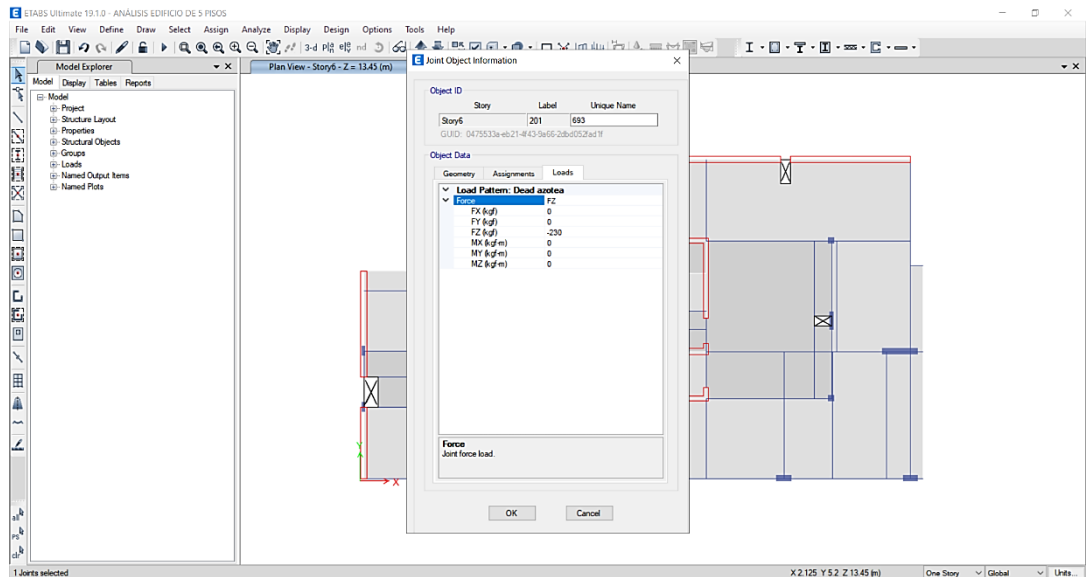 ETABS Ultimate 19.1.0 - ANÁLISIS EDIFICIO DE 5 PISOS
File Edit View Define Draw Select Assign Analyze Display Design Options Tools Help
3-d nd
Model Explorer
Plan View - Story6 - Z = 13.45 (m)
Model Display Tables Reports
Model
Project
Structure Layout
Properties
Structural Objects
Groups
Loads
Named Output Items
Named Plots
Joint Object Information
Object ID
Story Label Unique Name
Story6 201 693
GUID: 0475533a-eb21-4f43-9a66-2dbd052fad1f
Object Data
Geometry Assignments Loads
Load Pattern: Dead azotea
Force FZ
FX (kgf) 0
FY (kgf) 0
FZ (kgf) -230
MX (kgf-m) 0
MY (kgf-m) 0
MZ (kgf-m) 0
Force
Joint force load.
OK Cancel
Y
X
all
ps
clr
1 Joints selected
X 2.125 Y 5.2 Z 13.45 (m)
One Story Global Units...